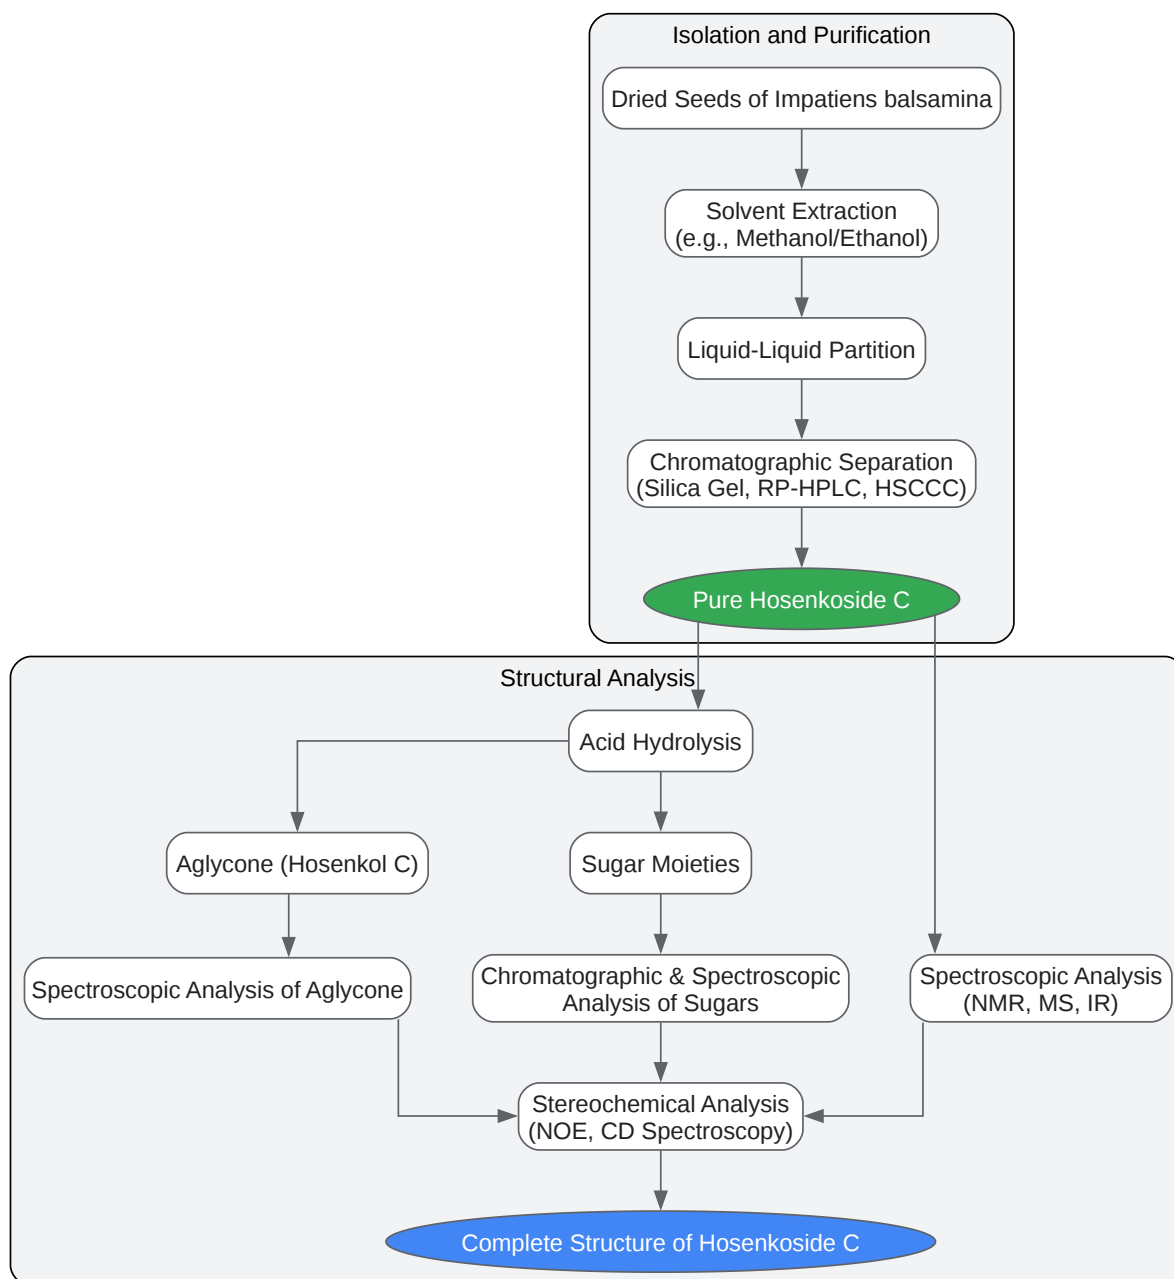 Isolation and Purification
Dried Seeds of Impatiens balsamina
Solvent Extraction
(e.g., Methanol/Ethanol)
Liquid-Liquid Partition
Chromatographic Separation
(Silica Gel, RP-HPLC, HSCCC)
Pure Hosenkoside C
Structural Analysis
Acid Hydrolysis
Aglycone (Hosenkol C)
Sugar Moieties
Spectroscopic Analysis of Aglycone
Chromatographic & Spectroscopic
Analysis of Sugars
Spectroscopic Analysis
(NMR, MS, IR)
Stereochemical Analysis
(NOE, CD Spectroscopy)
Complete Structure of Hosenkoside C